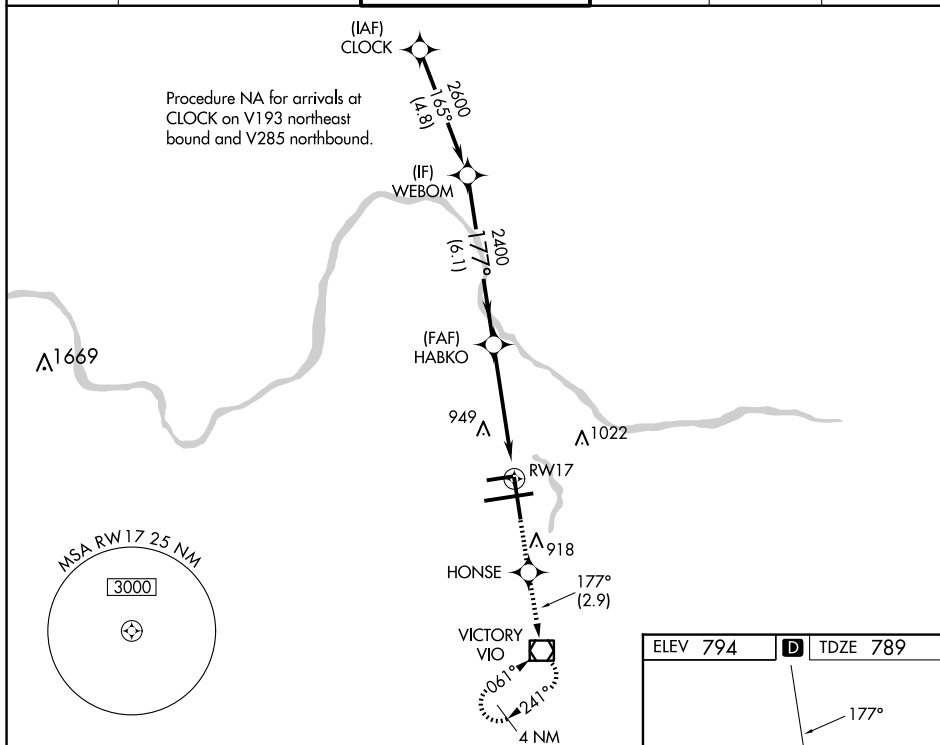 (IAF)
CLOCK
Procedure NA for arrivals at
CLOCK on V193 northeast
bound and V285 northbound.
2600
165°
(4.8)
(IF)
WEBOM
2400
177°
(6.1)
(FAF)
HABKO
1669
949
1022
RW17
918
MSA RW17 25 NM
3000
HONSE
177°
(2.9)
VICTORY
VIO
061°
241°
4 NM
ELEV 794 D TDZE 789
177°